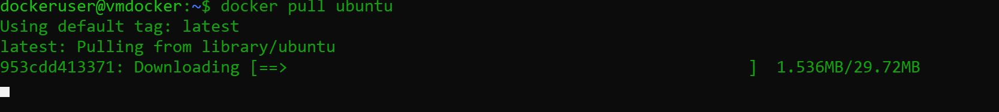 dockeruser@vmdocker:~$ docker pull ubuntu
Using default tag: latest
latest: Pulling from library/ubuntu
953cdd413371: Downloading [==>                                                ]  1.536MB/29.72MB